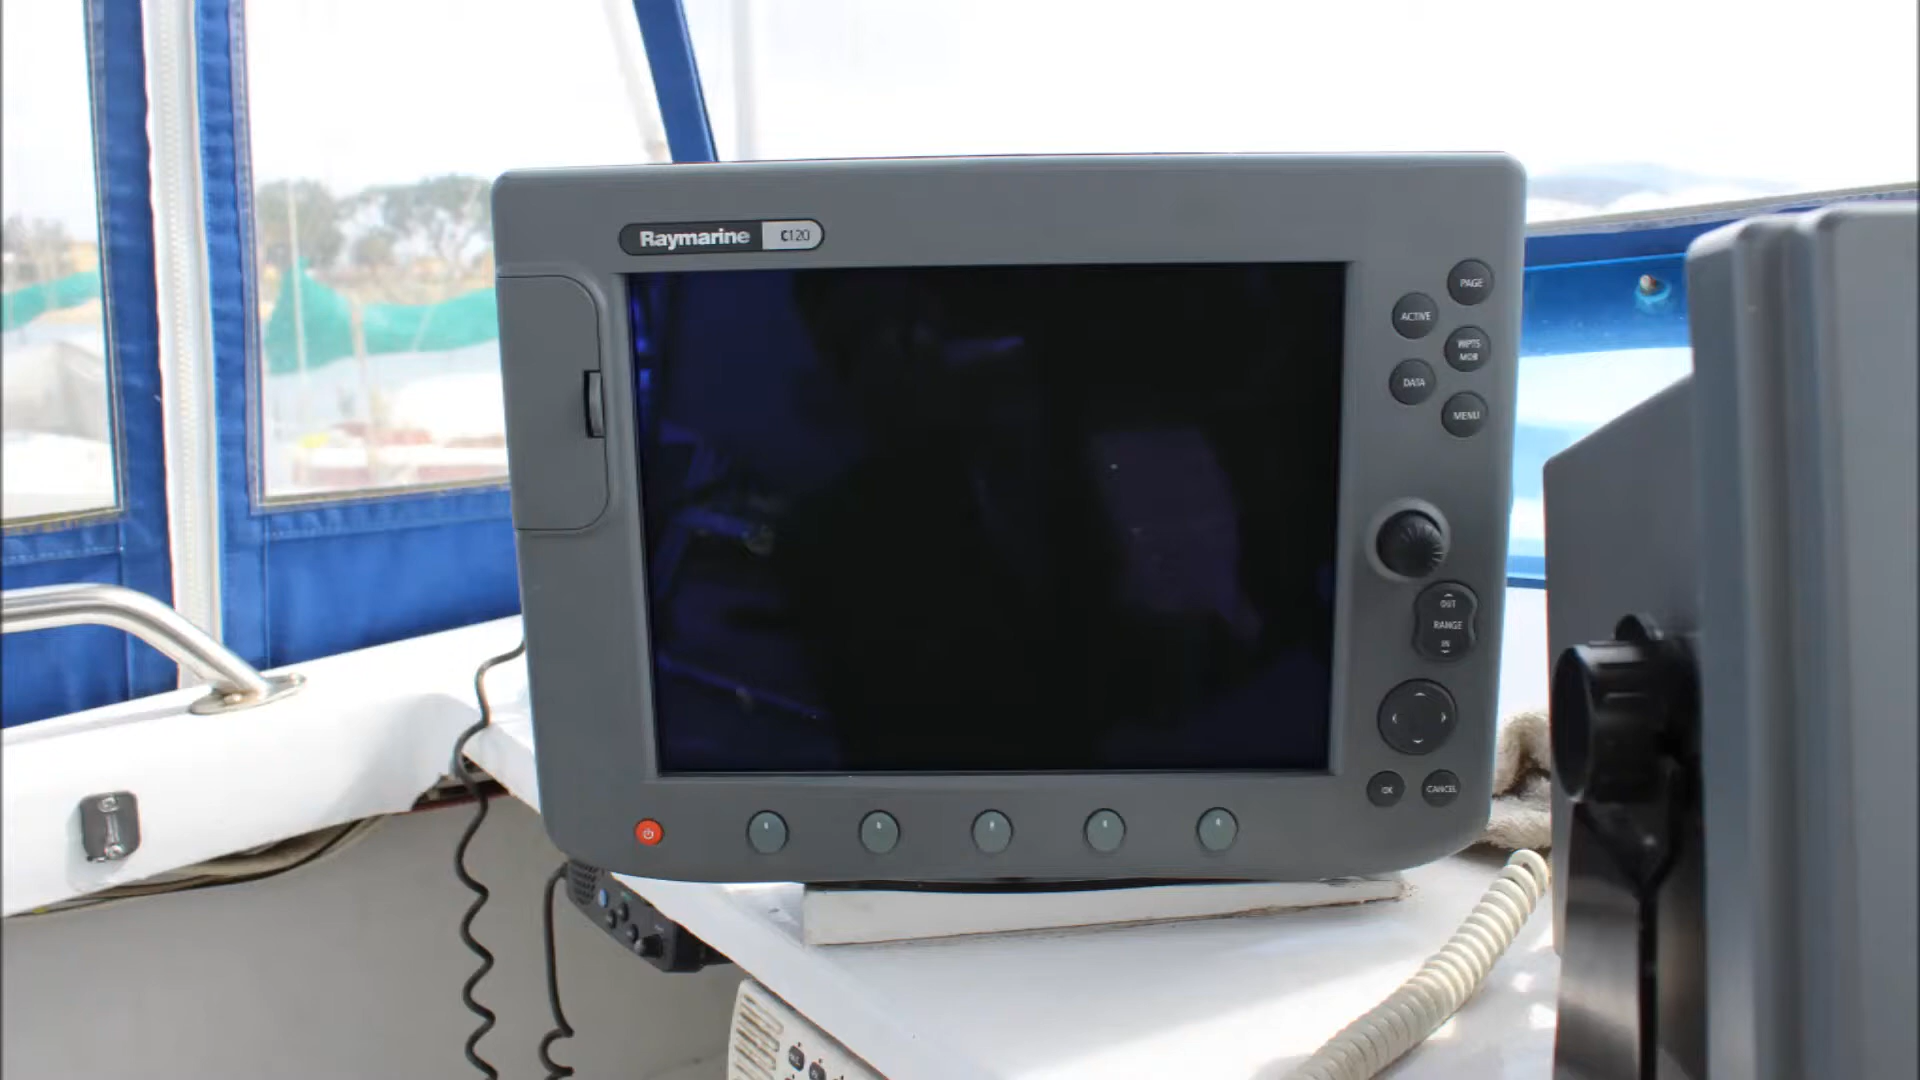 Raymarine C120
PAGE
ACTIVE
WPTS
MOB
DATA
MENU
OUT
RANGE
IN
OK
CANCEL